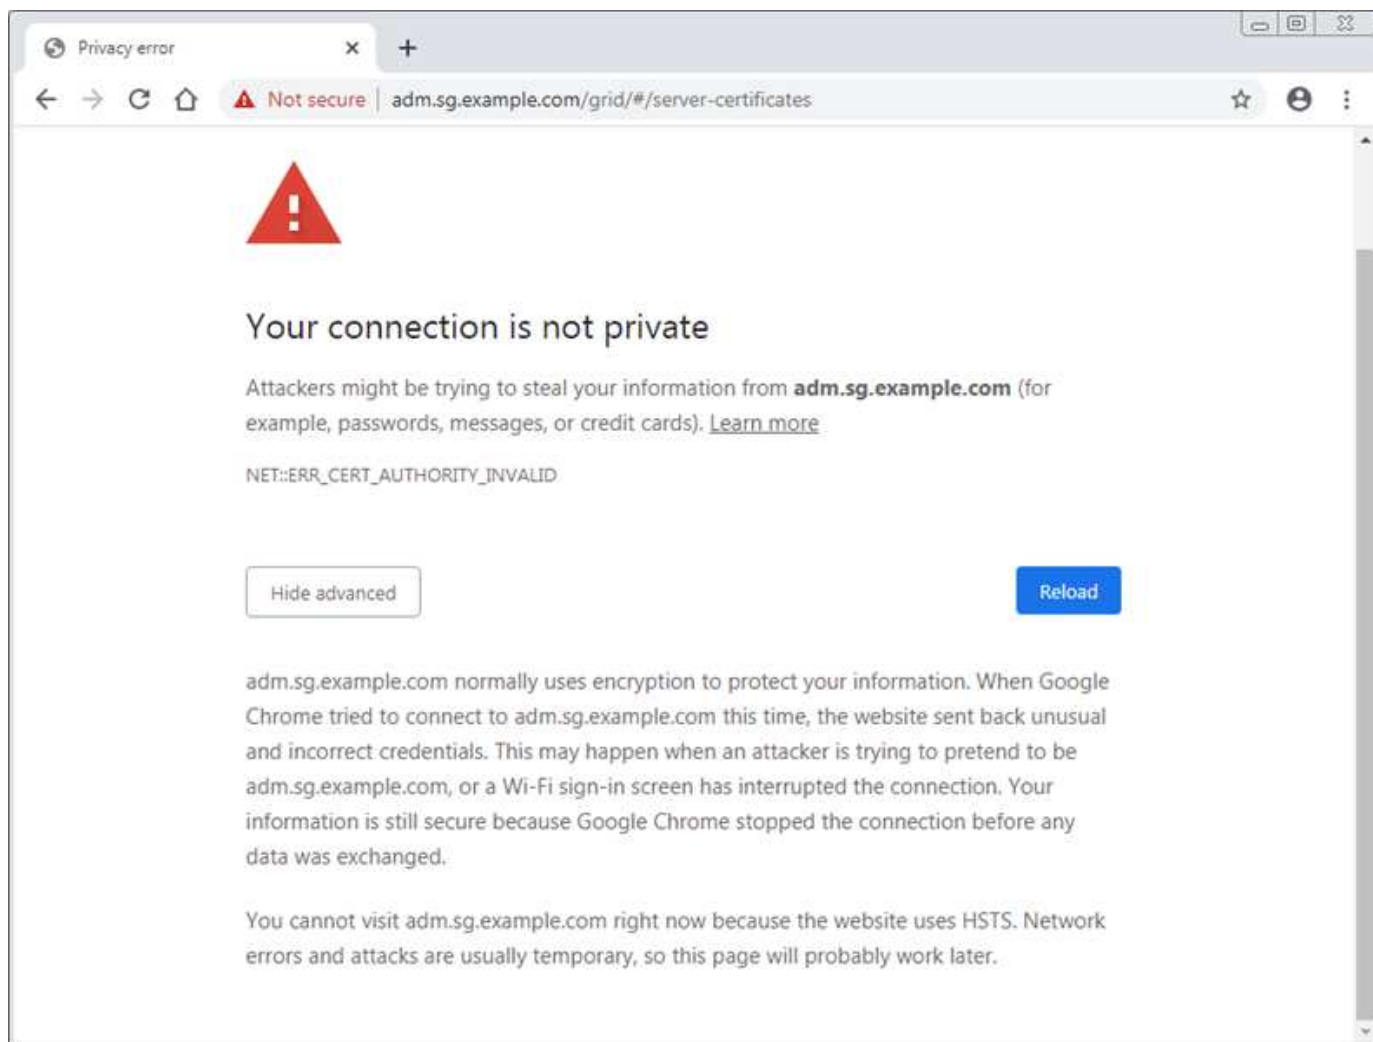 Privacy error
Not secure adm.sg.example.com/grid/#/server-certificates
Your connection is not private
Attackers might be trying to steal your information from adm.sg.example.com (for
example, passwords, messages, or credit cards). Learn more
NET::ERR_CERT_AUTHORITY_INVALID
Hide advanced
Reload
adm.sg.example.com normally uses encryption to protect your information. When Google
Chrome tried to connect to adm.sg.example.com this time, the website sent back unusual
and incorrect credentials. This may happen when an attacker is trying to pretend to be
adm.sg.example.com, or a Wi-Fi sign-in screen has interrupted the connection. Your
information is still secure because Google Chrome stopped the connection before any
data was exchanged.
You cannot visit adm.sg.example.com right now because the website uses HSTS. Network
errors and attacks are usually temporary, so this page will probably work later.